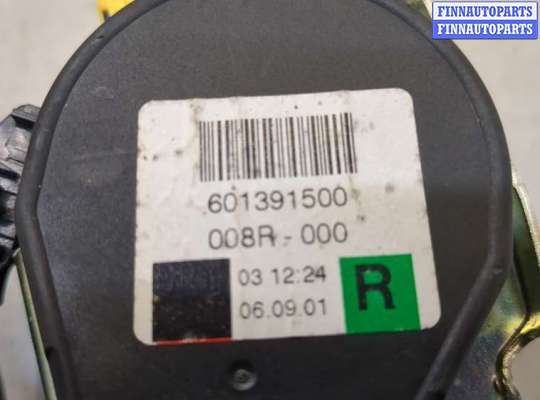 FINNAUTOPARTS
FINNAUTOPARTS
601391500
008R-000
03 12:24
06.09.01
R